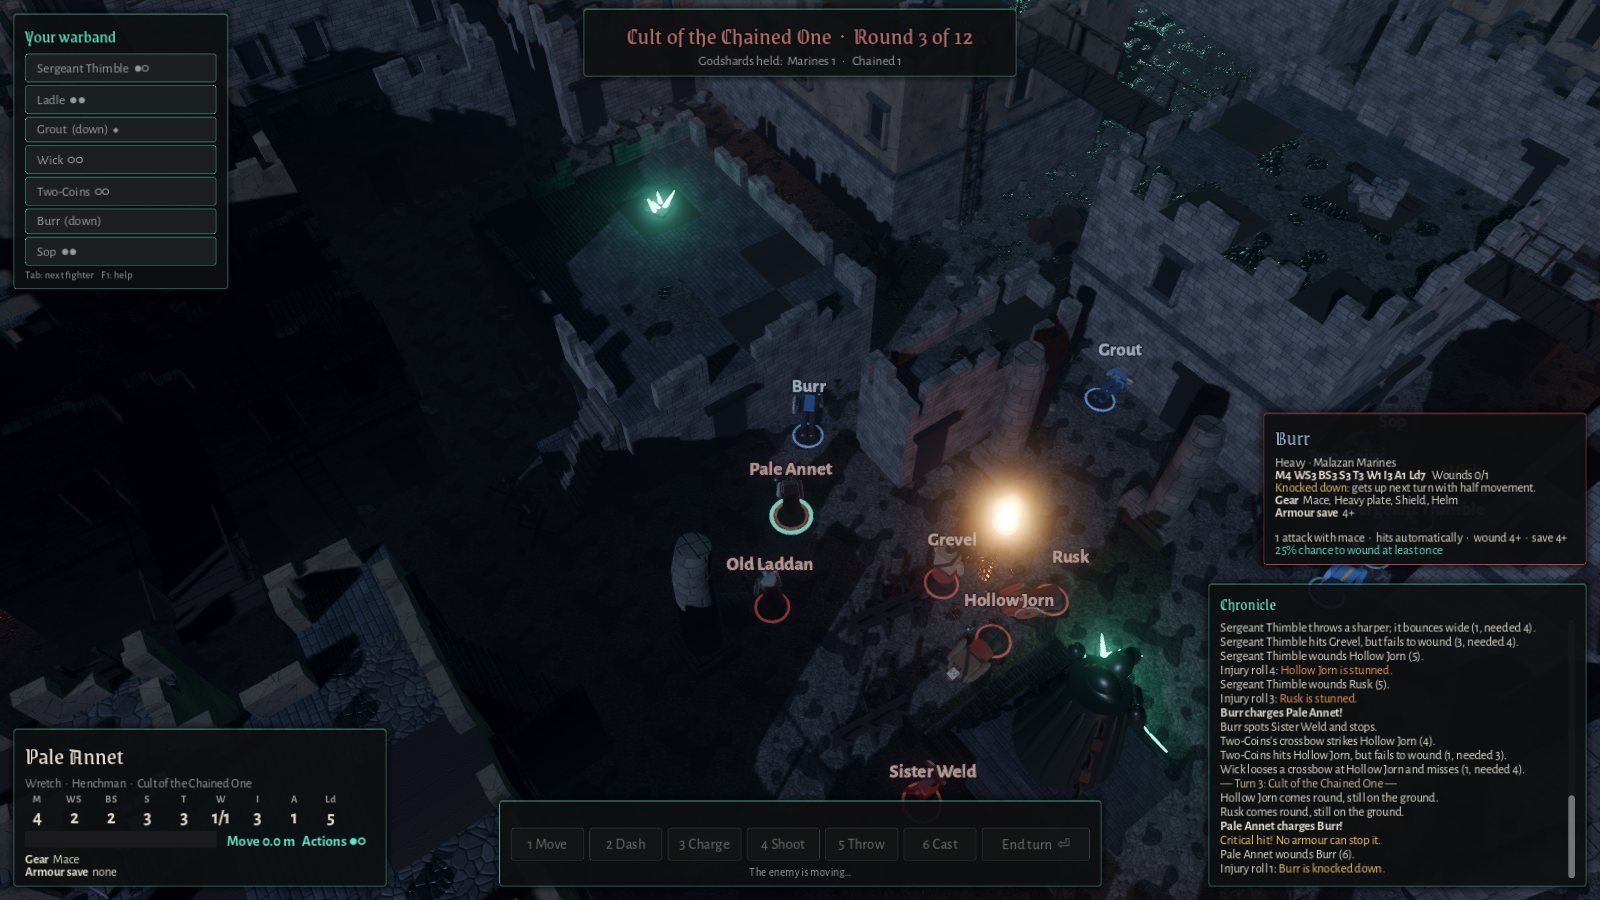 Your warband
Sergeant Thimble
Ladle
Grout (down)
Wick
Two-Coins
Burr (down)
Sop
Tab: next fighter F1: help
Cult of the Chained One · Round 3 of 12
Godshards held: Marines 1 · Chained 1
Grout
Burr
Pale Annet
Old Laddan
Grevel
Rusk
Hollow Jorn
Sister Weld
Sop
Burr
Heavy · Malazan Marines
M4 WS3 BS3 S3 T3 W1 I3 A1 Ld7 Wounds 0/1
Knocked down: gets up next turn with half movement.
Gear Mace, Heavy plate, Shield, Helm
Armour save 4+
1 attack with mace · hits automatically · wound 4+ · save 4+
25% chance to wound at least once
Chronicle
Sergeant Thimble throws a sharper; it bounces wide (1, needed 4).
Sergeant Thimble hits Grevel, but fails to wound (3, needed 4).
Sergeant Thimble wounds Hollow Jorn (5).
Injury roll 4: Hollow Jorn is stunned.
Sergeant Thimble wounds Rusk (5).
Injury roll 3: Rusk is stunned.
Burr charges Pale Annet!
Burr spots Sister Weld and stops.
Two-Coins's crossbow strikes Hollow Jorn (4).
Two-Coins hits Hollow Jorn, but fails to wound (1, needed 3).
Wick looses a crossbow at Hollow Jorn and misses (1, needed 4).
— Turn 3: Cult of the Chained One —
Hollow Jorn comes round, still on the ground.
Rusk comes round, still on the ground.
Pale Annet charges Burr!
Critical hit! No armour can stop it.
Pale Annet wounds Burr (6).
Injury roll 1: Burr is knocked down.
Pale Annet
Wretch · Henchman · Cult of the Chained One
M WS BS S T W I A Ld
4 2 2 3 3 1/1 3 1 5
Move 0.0 m Actions
Gear Mace
Armour save none
1 Move
2 Dash
3 Charge
4 Shoot
5 Throw
6 Cast
End turn ⏎
The enemy is moving...